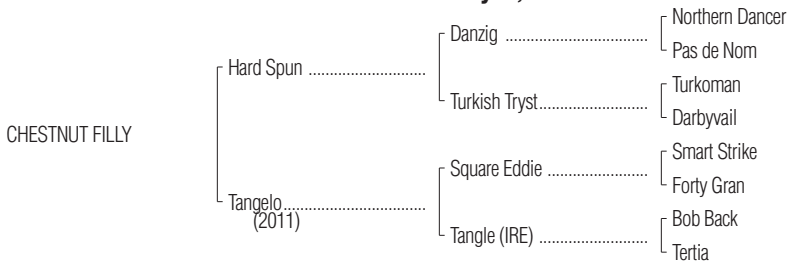 Northern Dancer
Danzig
Pas de Nom
Hard Spun
Turkoman
Turkish Tryst
Darbyvail
CHESTNUT FILLY
Smart Strike
Square Eddie
Forty Gran
Tangelo
(2011)
Bob Back
Tangle (IRE)
Tertia